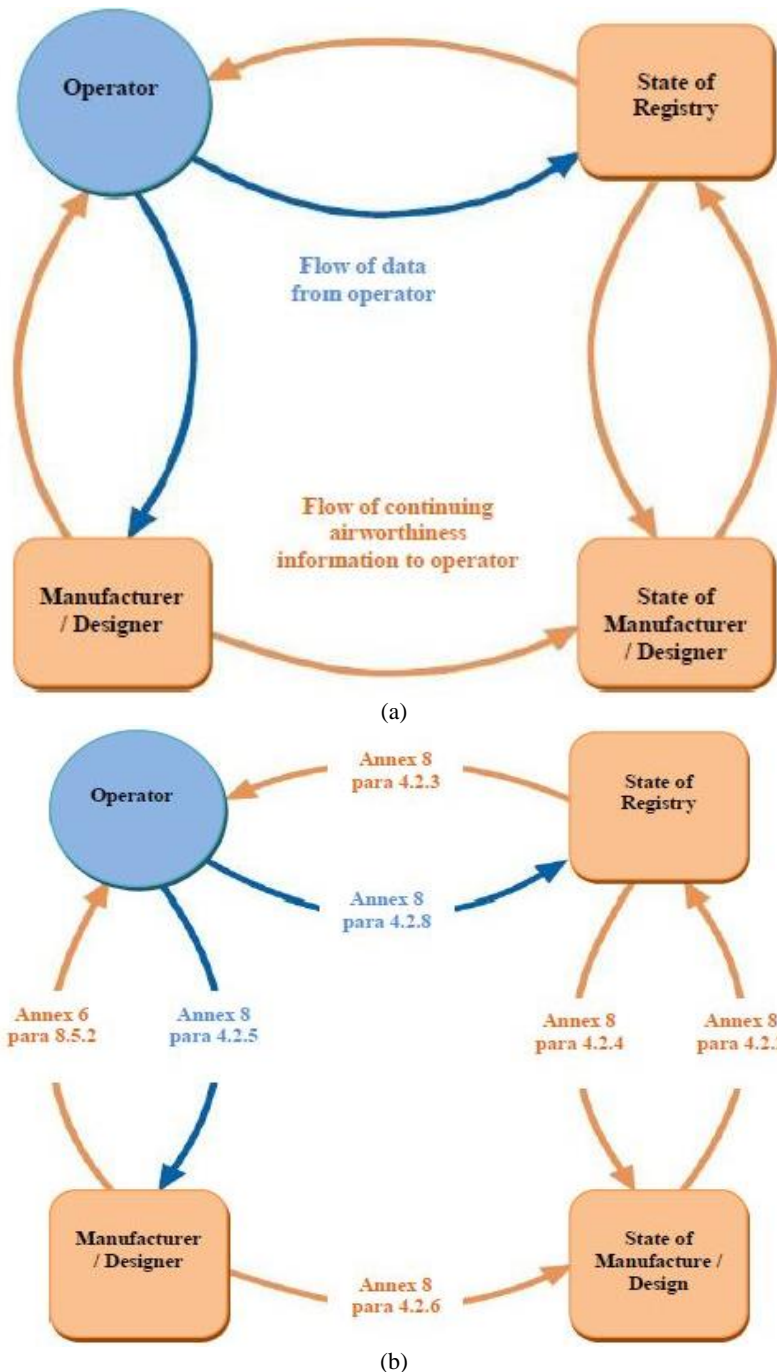 Operator
State of
Registry
Flow of data
from operator
Flow of continuing
airworthiness
information to operator
Manufacturer
/ Designer
State of
Manufacturer
/ Designer
(a)
Annex 8
para 4.2.3
Operator
State of
Registry
Annex 8
para 4.2.8
Annex 6
para 8.5.2
Annex 8
para 4.2.5
Annex 8
para 4.2.4
Annex 8
para
Manufacturer
/ Designer
State of
Manufacture /
Design
Annex 8
para 4.2.6
(b)